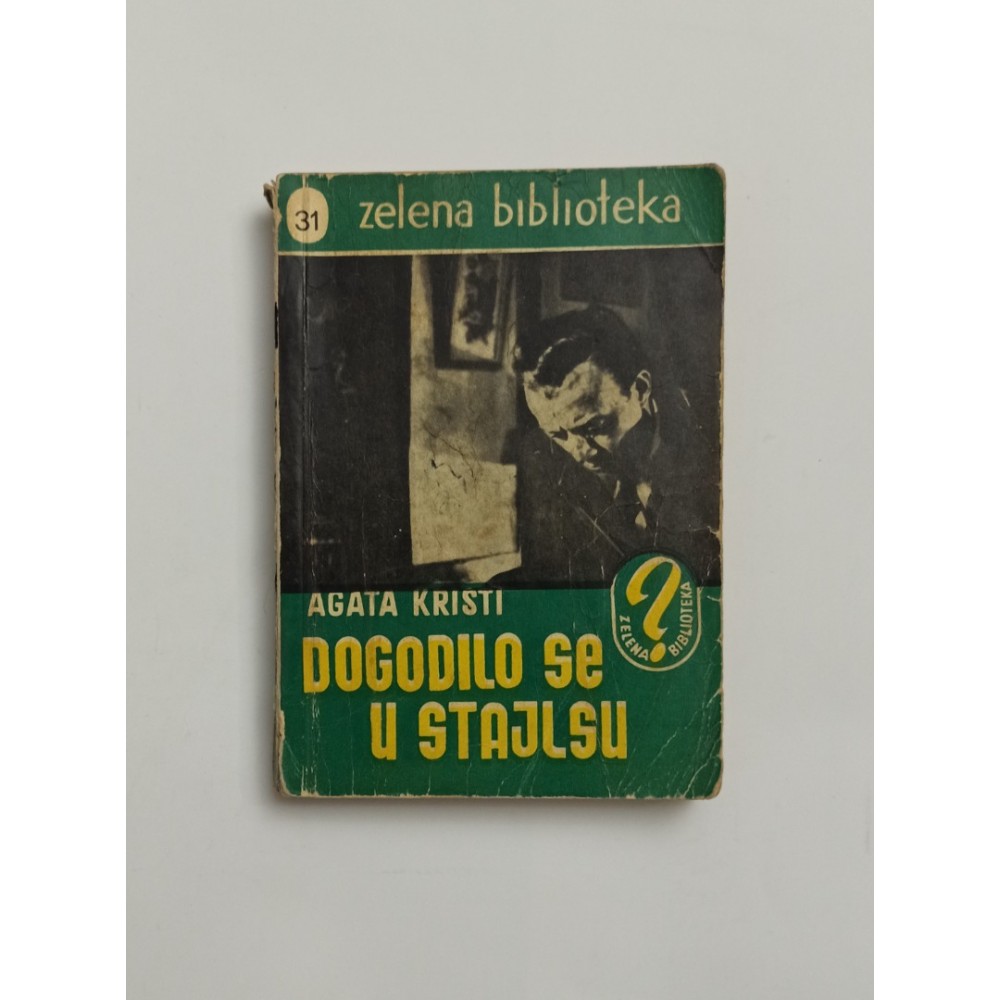 31
zelena biblioteka
AGATA KRISTI
DOGODILO Se
U STAJLSU
?
ZELENA BIBLIOTEKA